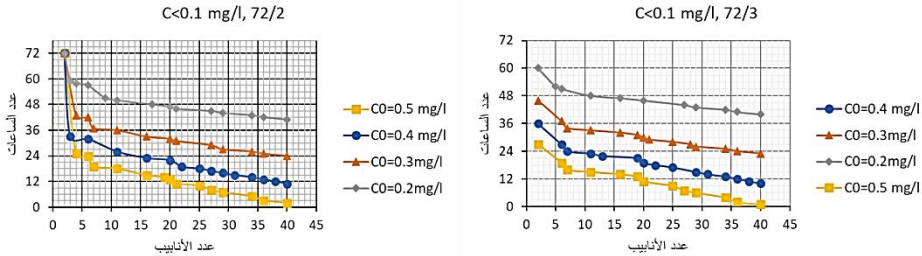 C<0.1 mg/l, 72/2
72
60
48
36
24
12
0
0 5 10 15 20 25 30 35 40 45
عدد الساعات
عدد الأنابيب
C0=0.5 mg/l
C0=0.4 mg/l
C0=0.3mg/l
C0=0.2mg/l
C<0.1 mg/l, 72/3
72
60
48
36
24
12
0
0 5 10 15 20 25 30 35 40 45
عدد الساعات
عدد الأنابيب
C0=0.4 mg/l
C0=0.3mg/l
C0=0.2mg/l
C0=0.5 mg/l